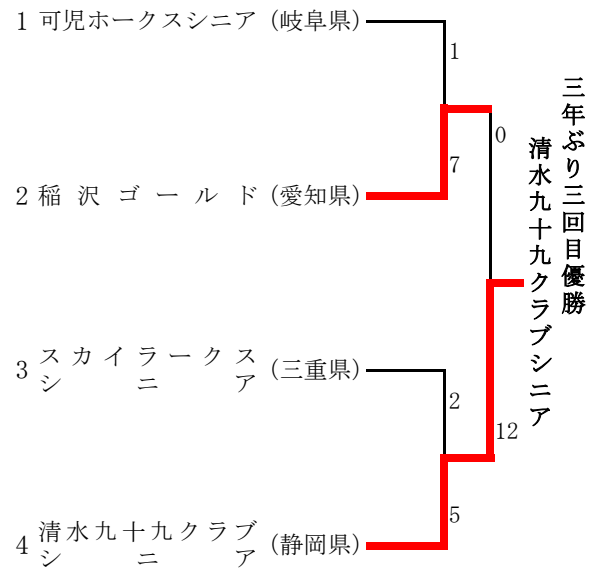 1 可児ホークスシニア (岐阜県)
1
0
7
2 稲沢ゴールド (愛知県)
3 スカイラークス
シニア (三重県)
2
12
5
4 清水九十九クラブ
シニア (静岡県)
三年ぶり三回目優勝
清水九十九クラブシニア